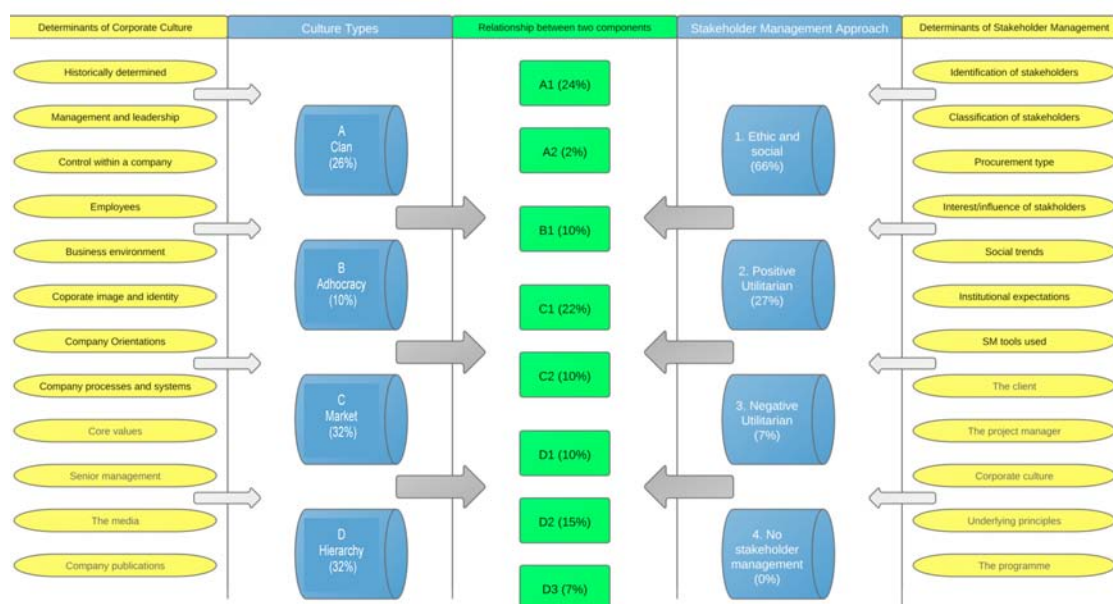 Determinants of Corporate Culture
Culture Types
Relationship between two components
Stakeholder Management Approach
Determinants of Stakeholder Management
Historically determined
Management and leadership
Control within a company
Employees
Business environment
Coporate image and identity
Company Orientations
Company processes and systems
Core values
Senior management
The media
Company publications
A
Clan
(26%)
B
Adhocracy
(10%)
C
Market
(32%)
D
Hierarchy
(32%)
A1 (24%)
A2 (2%)
B1 (10%)
C1 (22%)
C2 (10%)
D1 (10%)
D2 (15%)
D3 (7%)
1. Ethic and
social
(66%)
2. Positive
Utilitarian
(27%)
3. Negative
Utilitarian
(7%)
4. No
stakeholder
management
(0%)
Identification of stakeholders
Classification of stakeholders
Procurement type
Interest/influence of stakholders
Social trends
Institutional expectations
SM tools used
The client
The project manager
Corporate culture
Underlying principles
The programme